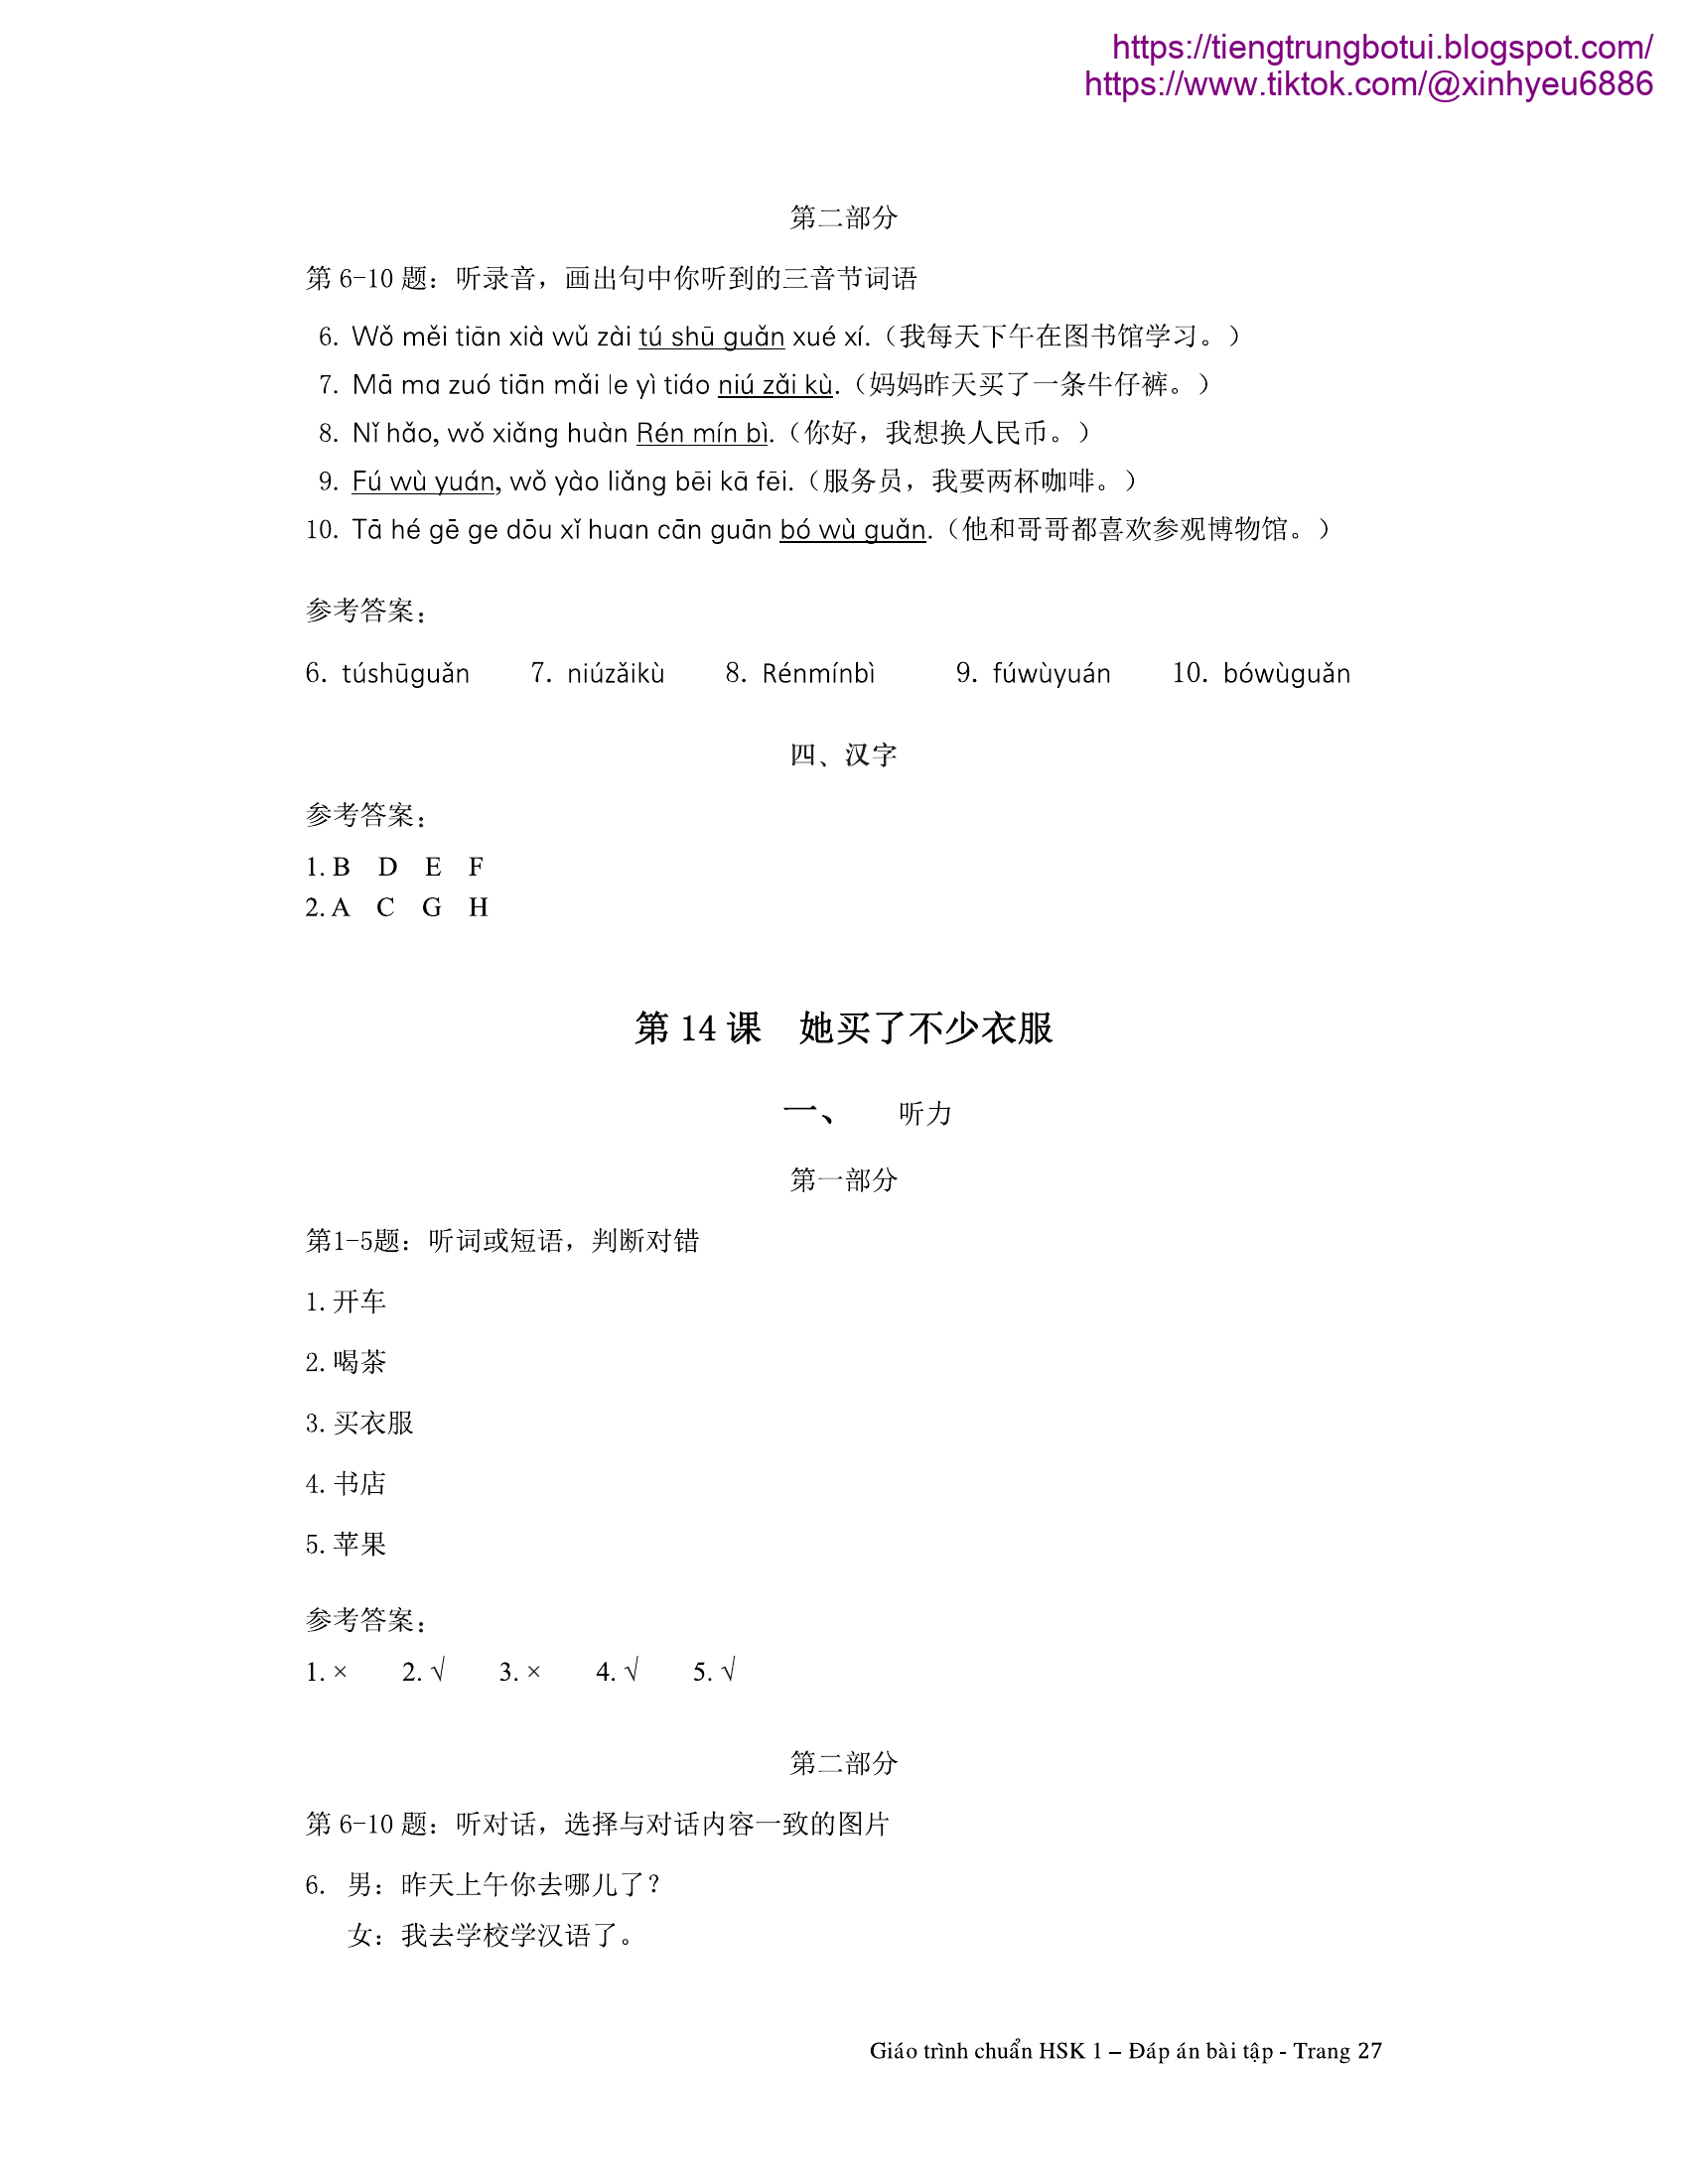 https://tiengtrungbotui.blogspot.com/
https://www.tiktok.com/@xinhyeu6886
第二部分
第 6-10 题：听录音，画出句中你听到的三音节词语
6. Wǒ měi tiān xià wǔ zài tú shū guǎn xué xí.（我每天下午在图书馆学习。）
7. Mā ma zuó tiān mǎi le yì tiáo niú zǎi kù.（妈妈昨天买了一条牛仔裤。）
8. Nǐ hǎo, wǒ xiǎng huàn Rén mín bì.（你好，我想换人民币。）
9. Fú wù yuán, wǒ yào liǎng bēi kā fēi.（服务员，我要两杯咖啡。）
10. Tā hé gē ge dōu xǐ huan cān guān bó wù guǎn.（他和哥哥都喜欢参观博物馆。）
参考答案：
6. túshūguǎn 7. niúzǎikù 8. Rénmínbì 9. fúwùyuán 10. bówùguǎn
四、汉字
参考答案：
1. B D E F
2. A C G H
第 14 课 她买了不少衣服
一、 听力
第一部分
第1-5题：听词或短语，判断对错
1. 开车
2. 喝茶
3. 买衣服
4. 书店
5. 苹果
参考答案：
1. × 2. √ 3. × 4. √ 5. √
第二部分
第 6-10 题：听对话，选择与对话内容一致的图片
6. 男：昨天上午你去哪儿了？
女：我去学校学汉语了。
Giáo trình chuẩn HSK 1 – Đáp án bài tập - Trang 27